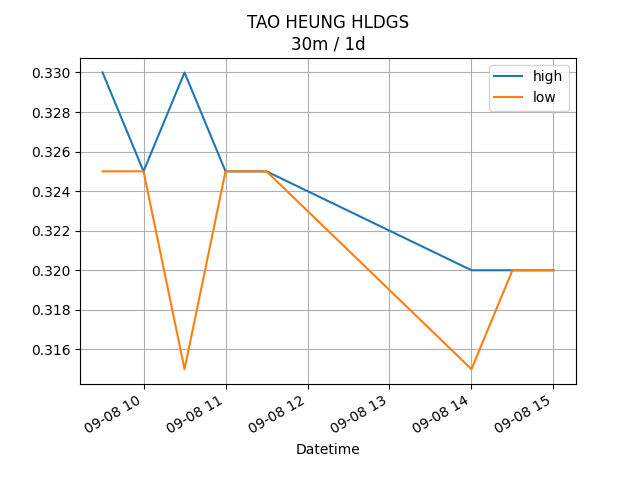 TAO HEUNG HLDGS
30m / 1d
high
low
0.330
0.328
0.326
0.324
0.322
0.320
0.318
0.316
09-08 10
09-08 11
09-08 12
09-08 13
09-08 14
09-08 15
Datetime